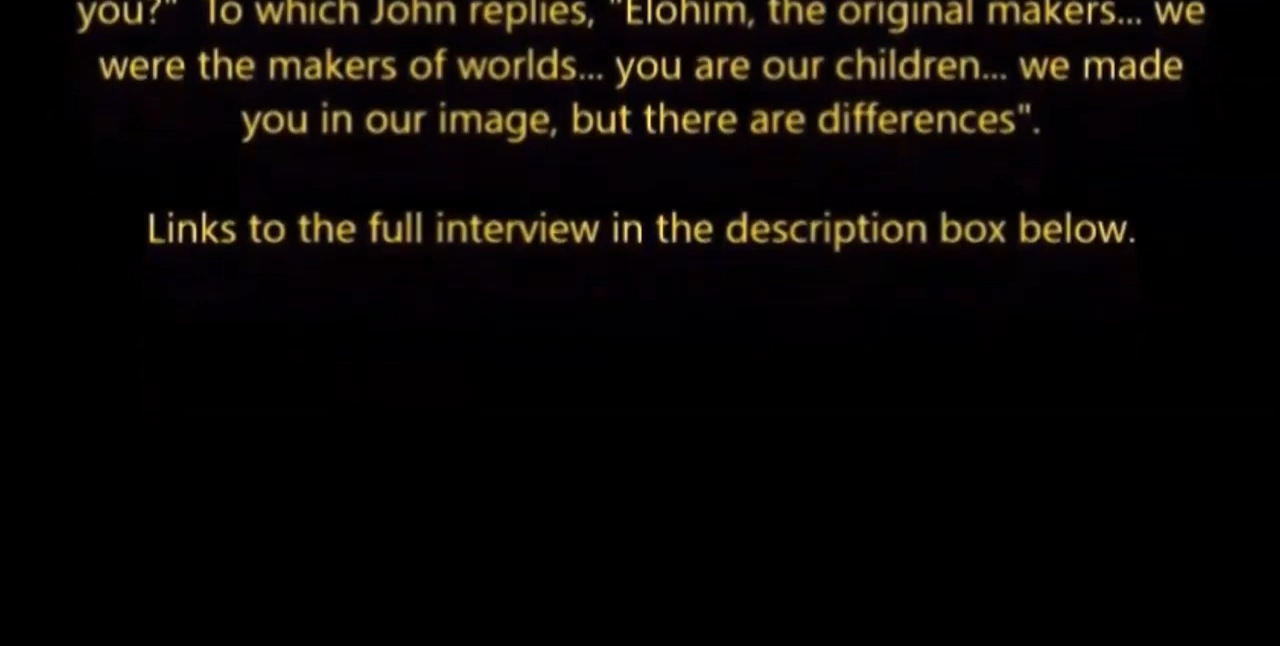 you?" To which John replies, "Elohim, the original makers... we
were the makers of worlds... you are our children... we made
you in our image, but there are differences".
Links to the full interview in the description box below.